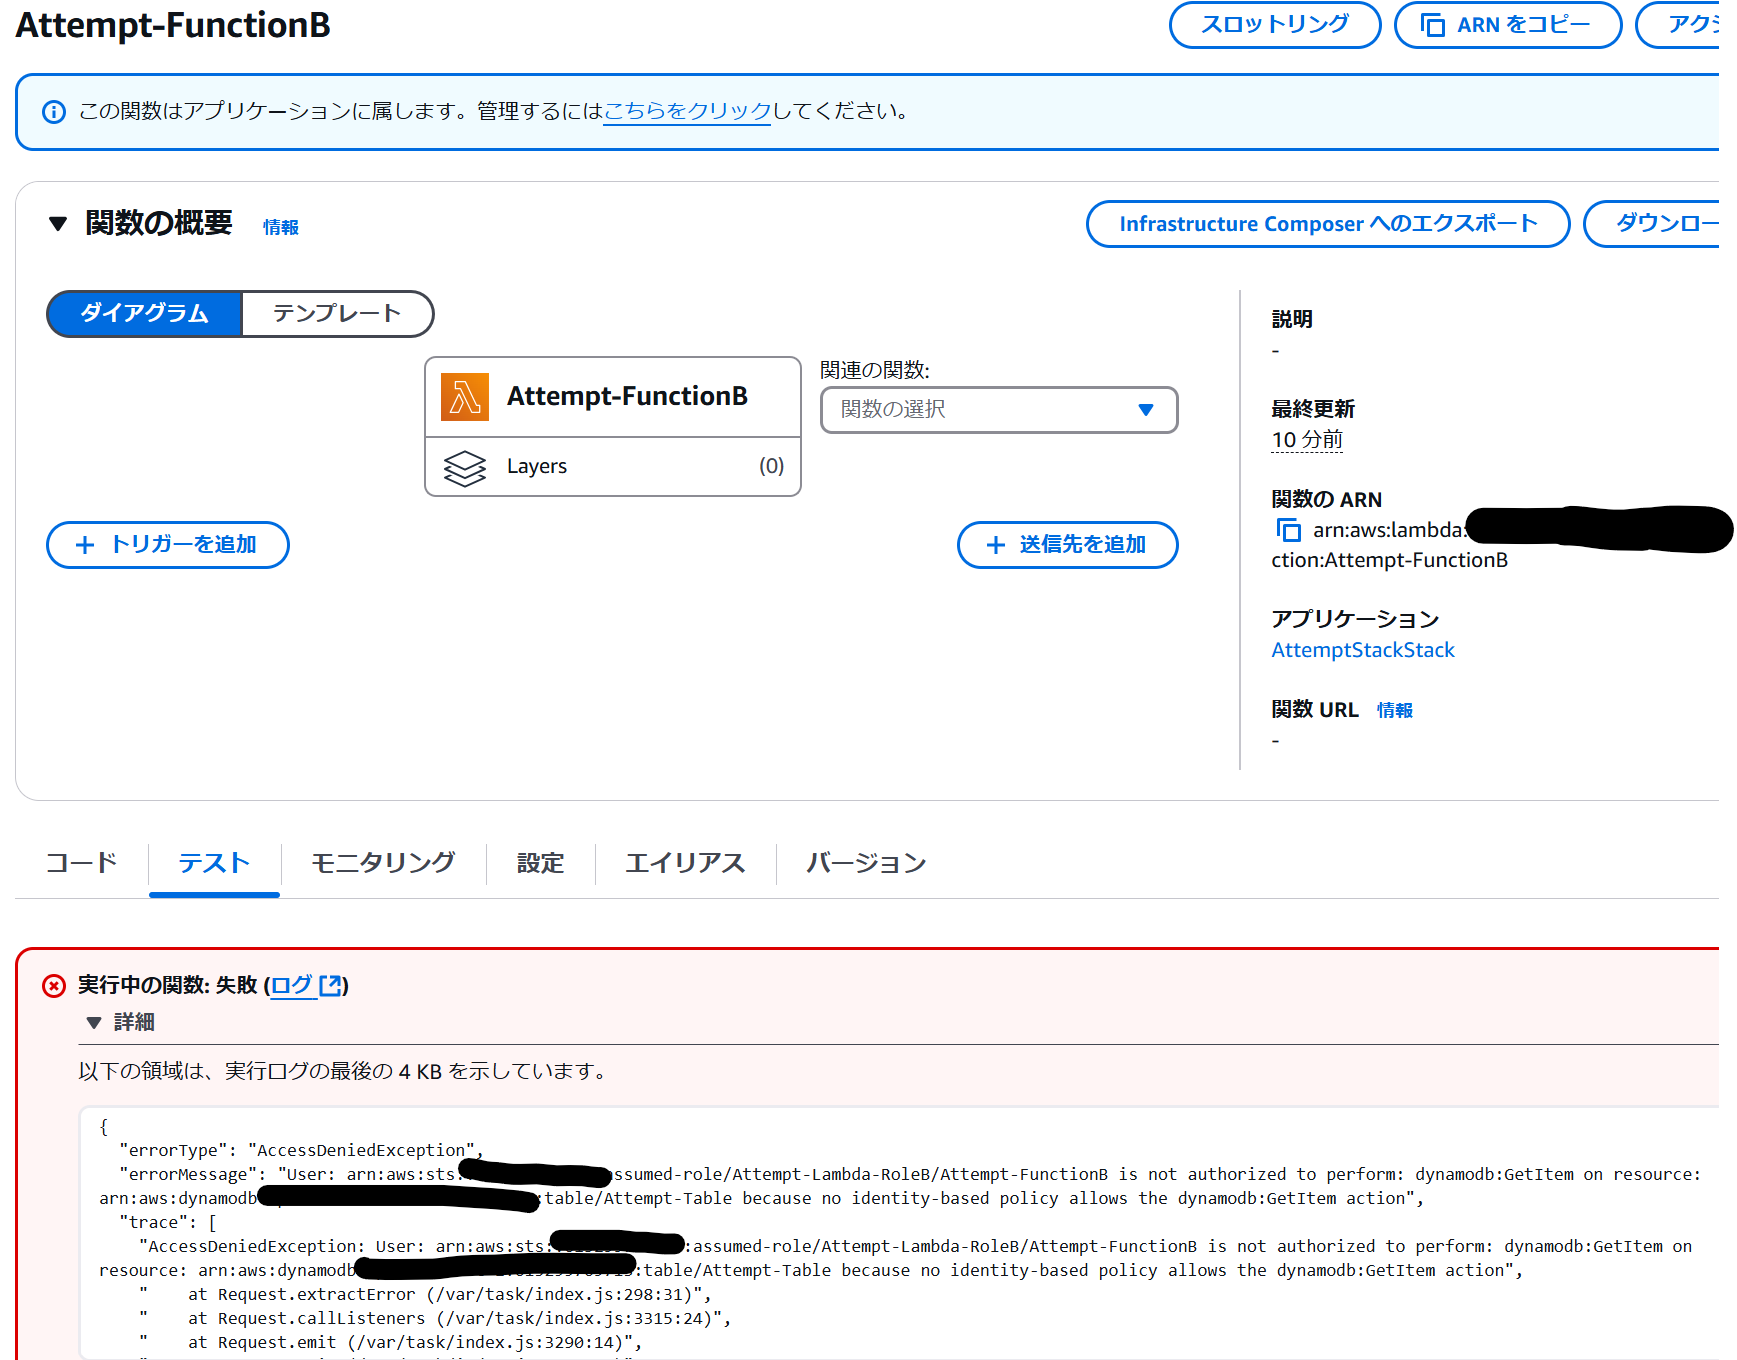 Attempt-FunctionB
スロットリング
ARN をコピー
この関数はアプリケーションに属します。管理するにはこちらをクリックしてください。
関数の概要 情報
Infrastructure Composer へのエクスポート
ダイアグラム
テンプレート
Attempt-FunctionB
Layers (0)
関連の関数:
関数の選択
+ トリガーを追加
+ 送信先を追加
説明
-
最終更新
10 分前
関数の ARN
arn:aws:lambda:
ction:Attempt-FunctionB
アプリケーション
AttemptStackStack
関数 URL 情報
-
コード
テスト
モニタリング
設定
エイリアス
バージョン
実行中の関数: 失敗 (ログ)
詳細
以下の領域は、実行ログの最後の 4 KB を示しています。
{
"errorType": "AccessDeniedException",
"errorMessage": "User: arn:aws:sts: ssumed-role/Attempt-Lambda-RoleB/Attempt-FunctionB is not authorized to perform: dynamodb:GetItem on resource:
arn:aws:dynamodb :table/Attempt-Table because no identity-based policy allows the dynamodb:GetItem action",
"trace": [
"AccessDeniedException: User: arn:aws:sts: :assumed-role/Attempt-Lambda-RoleB/Attempt-FunctionB is not authorized to perform: dynamodb:GetItem on
resource: arn:aws:dynamodb :table/Attempt-Table because no identity-based policy allows the dynamodb:GetItem action",
" at Request.extractError (/var/task/index.js:298:31)",
" at Request.callListeners (/var/task/index.js:3315:24)",
" at Request.emit (/var/task/index.js:3290:14)",